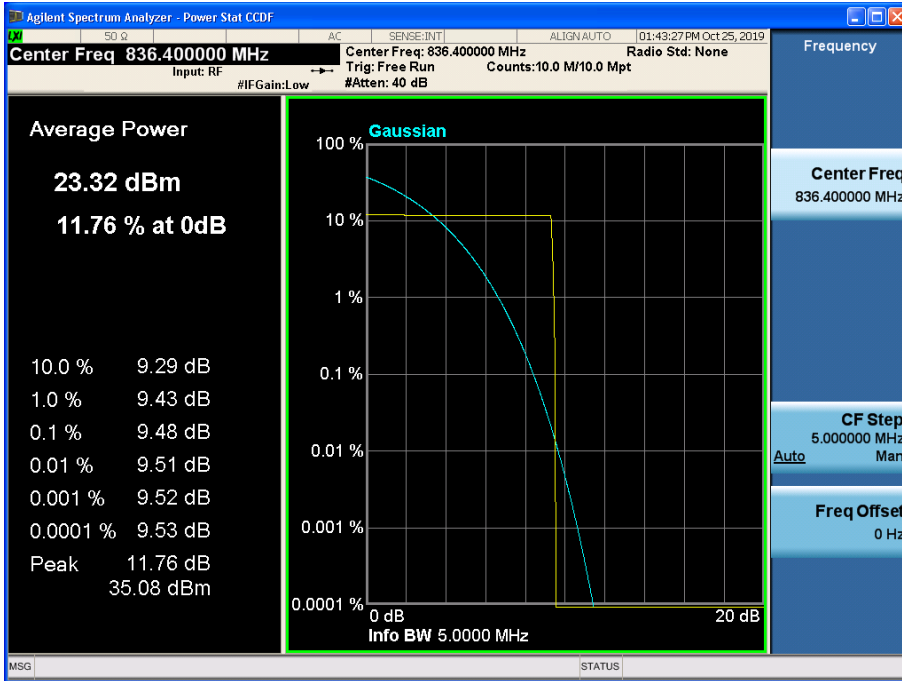 Agilent Spectrum Analyzer - Power Stat CCDF
LXI 50 Ω AC SENSE:INT ALIGN AUTO 01:43:27 PM Oct 25, 2019
Center Freq 836.400000 MHz
Input: RF
#IFGain:Low
Center Freq: 836.400000 MHz
Trig: Free Run Counts:10.0 M/10.0 Mpt
#Atten: 40 dB
Radio Std: None
Average Power
23.32 dBm
11.76 % at 0dB
10.0 % 9.29 dB
1.0 % 9.43 dB
0.1 % 9.48 dB
0.01 % 9.51 dB
0.001 % 9.52 dB
0.0001 % 9.53 dB
Peak 11.76 dB
35.08 dBm
Gaussian
100 %
10 %
1 %
0.1 %
0.01 %
0.001 %
0.0001 %
0 dB 20 dB
Info BW 5.0000 MHz
Frequency
Center Freq
836.400000 MHz
CF Step
5.000000 MHz
Auto Man
Freq Offset
0 Hz
MSG STATUS